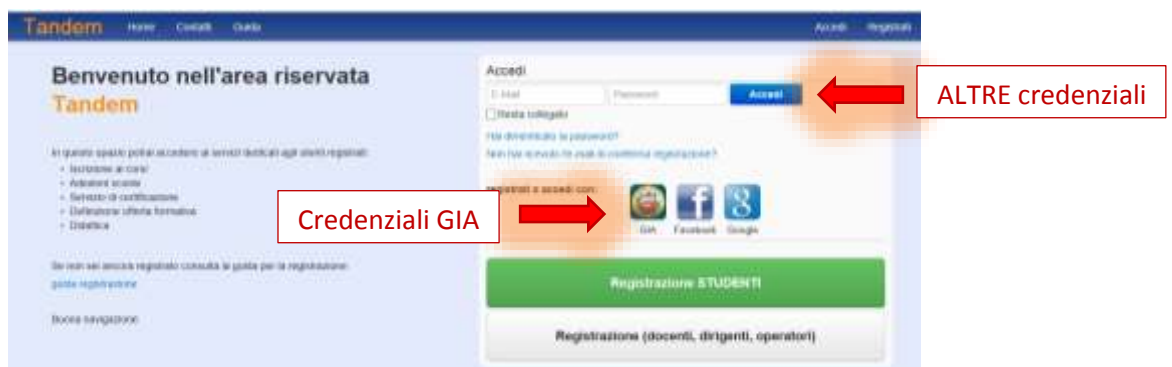 Tandem Home Contatti Guida Accedi Registrati
Benvenuto nell'area riservata
Tandem
In questo spazio potrai accedere ai servizi dedicati agli utenti registrati:
Iscrizione ai corsi
Adesioni scuole
Servizio di certificazione
Definizione offerta formativa
Didattica
Se non sei ancora registrato consulta la guida per la registrazione:
guida registrazione
Buona navigazione
Accedi
E-Mail Password Accedi
ALTRE credenziali
Resta collegato
Hai dimenticato la password?
Non hai ricevuto l'e-mail di conferma registrazione?
registrati o accedi con:
Credenziali GIA
GIA Facebook Google
Registrazione STUDENTI
Registrazione (docenti, dirigenti, operatori)